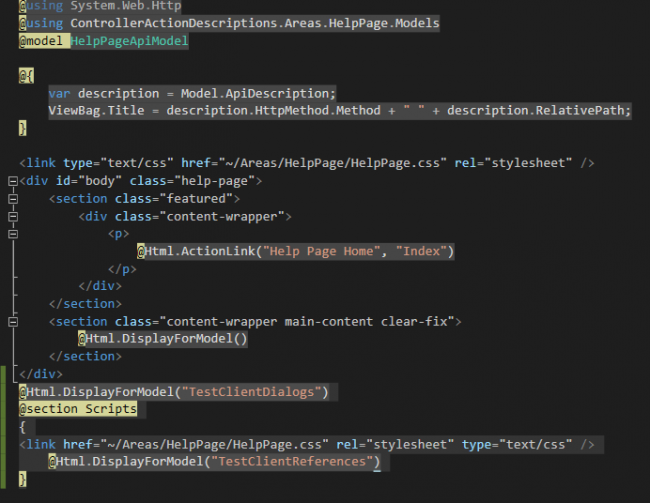 @using System.Web.Http
@using ControllerActionDescriptions.Areas.HelpPage.Models
@model HelpPageApiModel
@{
var description = Model.ApiDescription;
ViewBag.Title = description.HttpMethod.Method + " " + description.RelativePath;
}
<link type="text/css" href="~/Areas/HelpPage/HelpPage.css" rel="stylesheet" />
<div id="body" class="help-page">
<section class="featured">
<div class="content-wrapper">
<p>
@Html.ActionLink("Help Page Home", "Index")
</p>
</div>
</section>
<section class="content-wrapper main-content clear-fix">
@Html.DisplayForModel()
</section>
</div>
@Html.DisplayForModel("TestClientDialogs")
@section Scripts
{
<link href="~/Areas/HelpPage/HelpPage.css" rel="stylesheet" type="text/css" />
@Html.DisplayForModel("TestClientReferences")
}